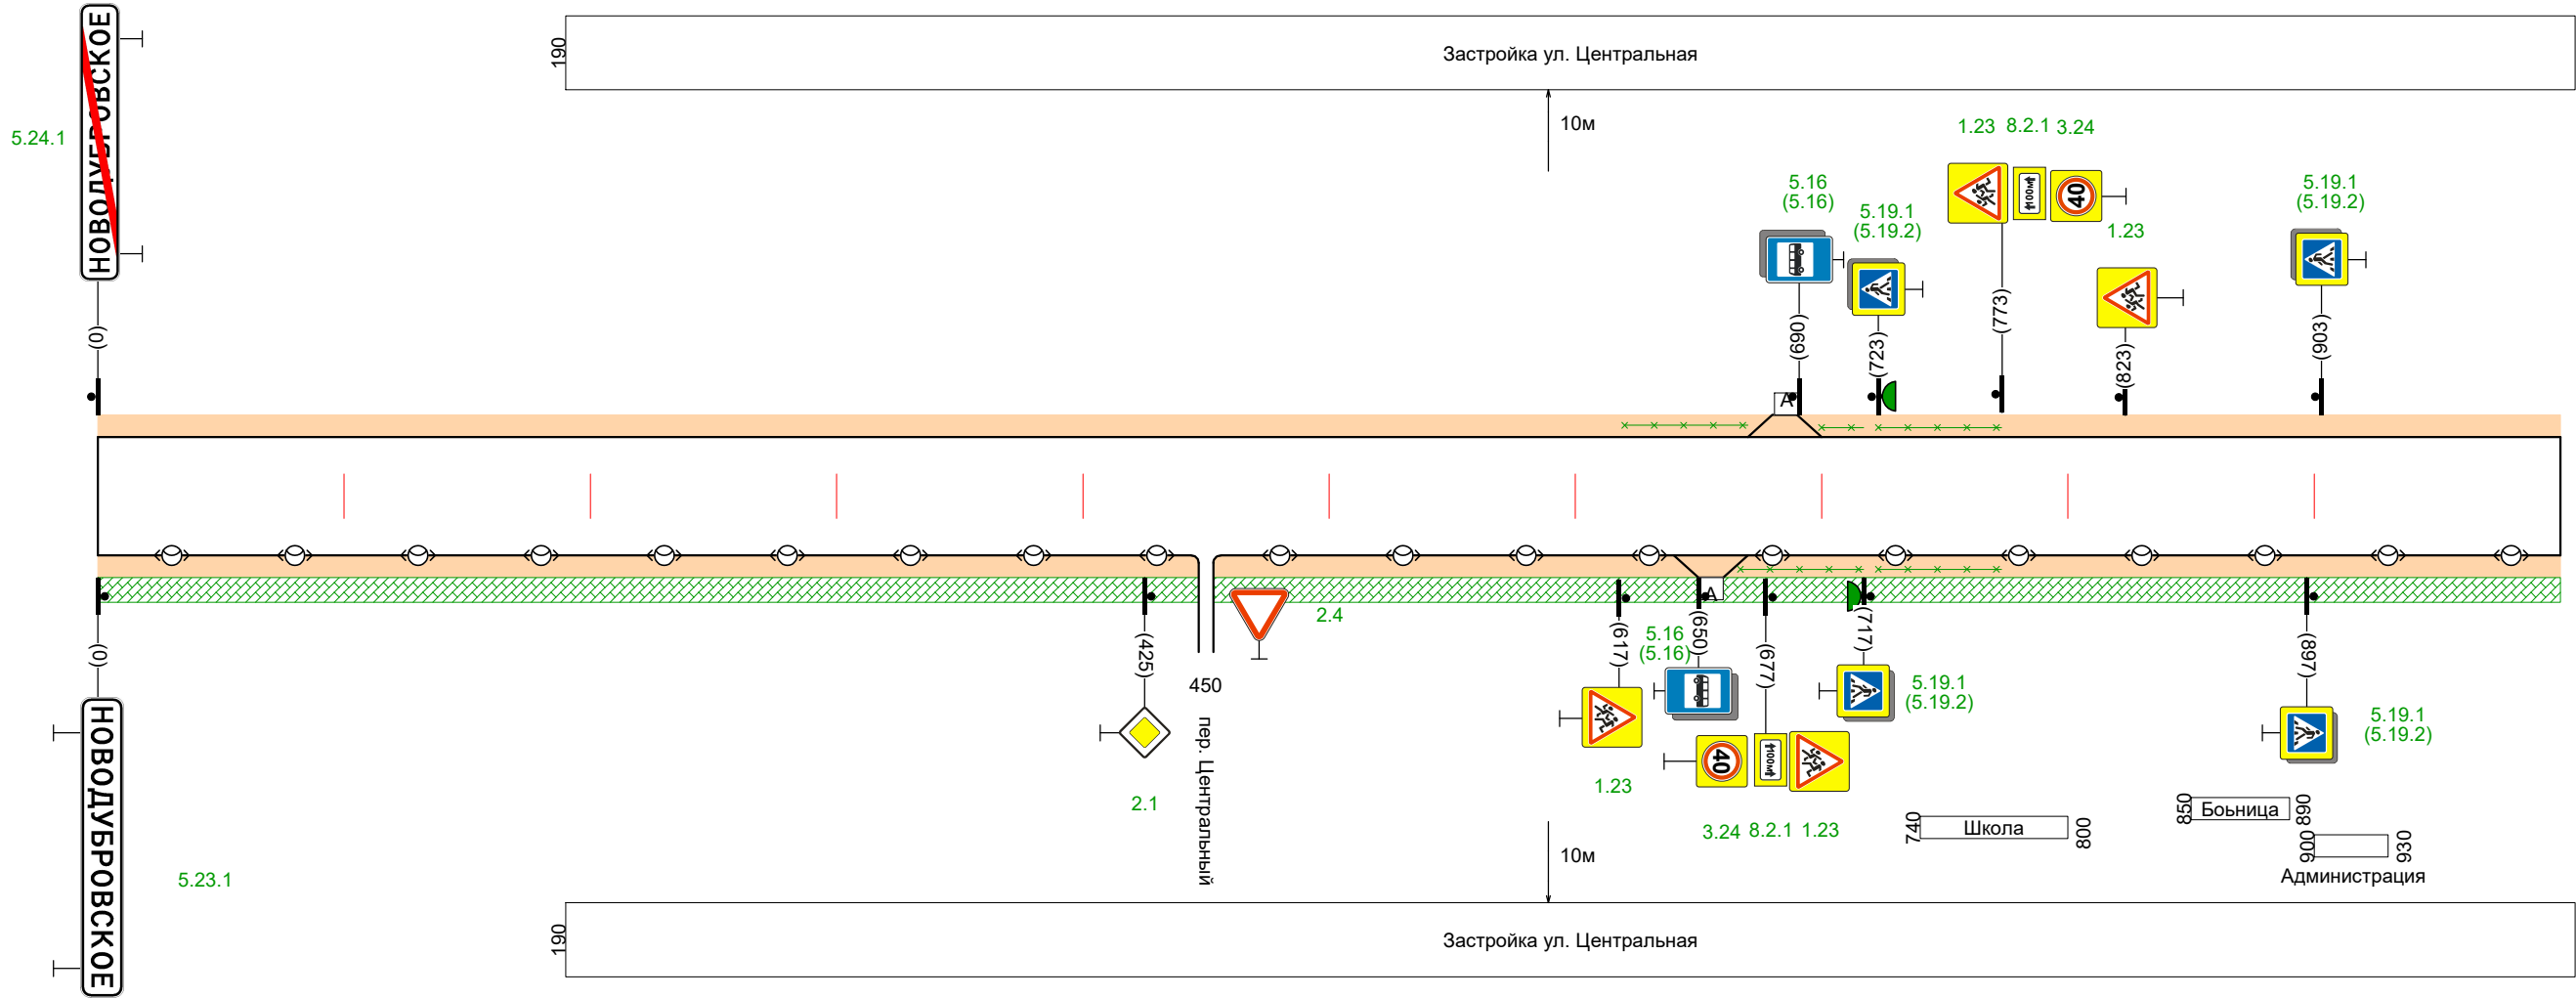 НОВОДУБРОВСКОЕ
5.24.1
(0)
190
Застройка ул. Центральная
10м
1.23 8.2.1 3.24
100м
40
5.16
(5.16)
5.19.1
(5.19.2)
1.23
5.19.1
(5.19.2)
(690)
(723)
(773)
(823)
(903)
А
А
(0)
(425)
2.4
450
пер. Центральный
2.1
(617)
5.16
(5.16)
(650)
(677)
(717)
(897)
5.19.1
(5.19.2)
5.19.1
(5.19.2)
1.23
40
100м
3.24 8.2.1 1.23
740
Школа
800
850
Боьница
890
900
930
Администрация
НОВОДУБРОВСКОЕ
5.23.1
10м
190
Застройка ул. Центральная